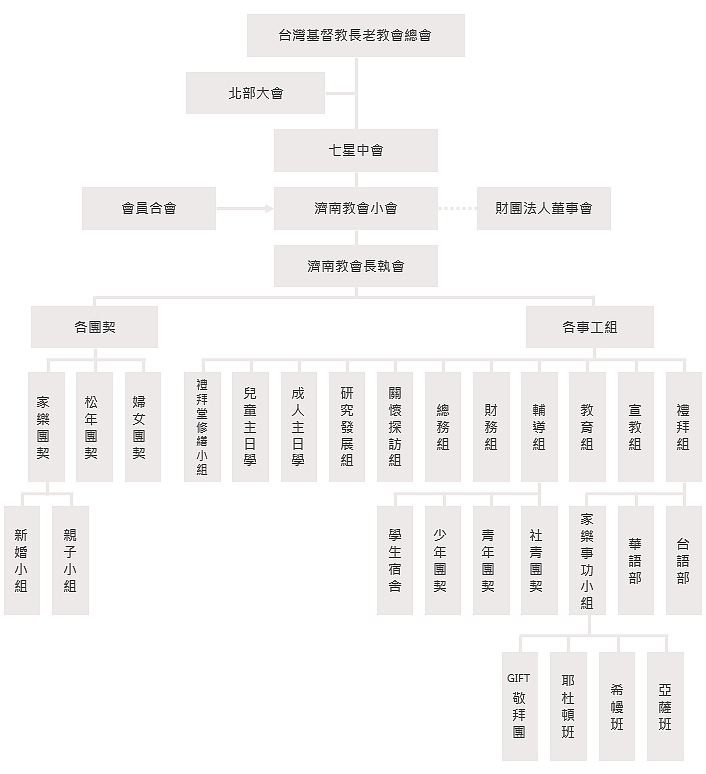 台灣基督教長老教會總會
北部大會
七星中會
會員合會
濟南教會小會
財團法人董事會
濟南教會長執會
各團契
各事工組
家樂團契
松年團契
婦女團契
禮拜堂修繕小組
兒童主日學
成人主日學
研究發展組
關懷探訪組
總務組
財務組
輔導組
教育組
宣教組
禮拜組
新婚小組
親子小組
學生宿舍
少年團契
青年團契
社青團契
家樂事功小組
華語部
台語部
GIFT敬拜團
耶杜頓班
希幔班
亞薩班